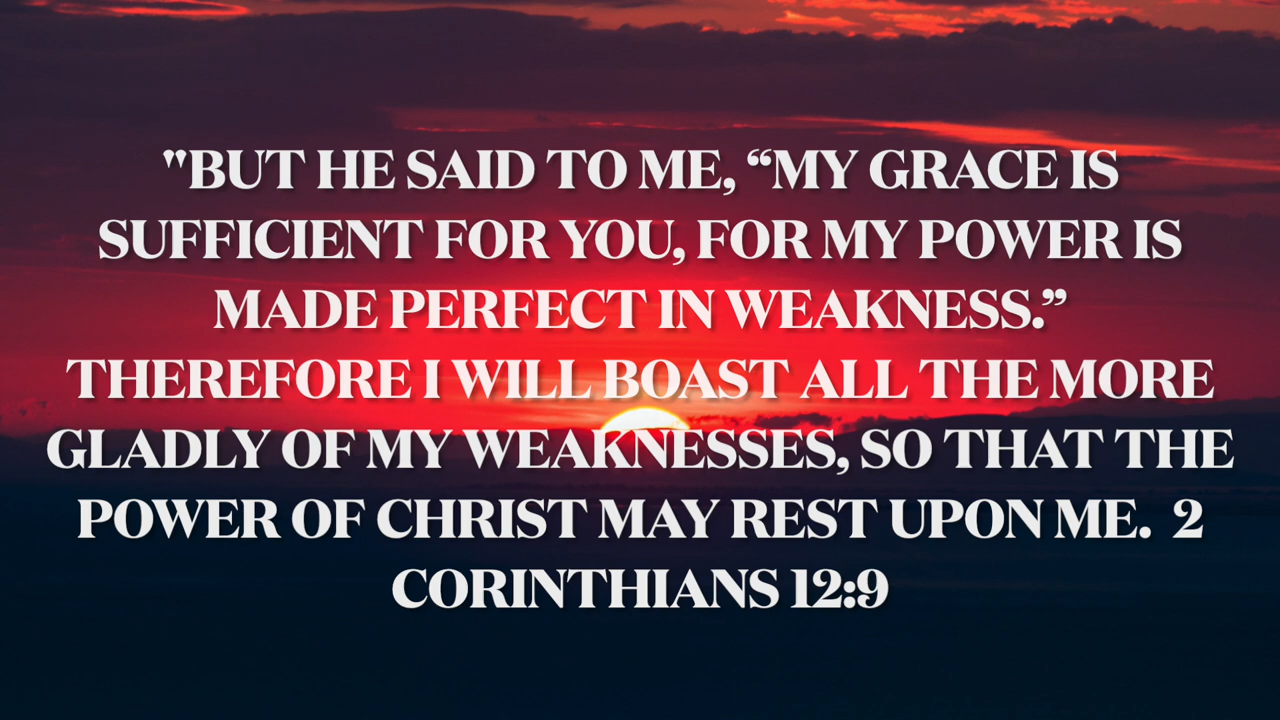 "BUT HE SAID TO ME, “MY GRACE IS
SUFFICIENT FOR YOU, FOR MY POWER IS
MADE PERFECT IN WEAKNESS.”
THEREFORE I WILL BOAST ALL THE MORE
GLADLY OF MY WEAKNESSES, SO THAT THE
POWER OF CHRIST MAY REST UPON ME.  2
CORINTHIANS 12:9